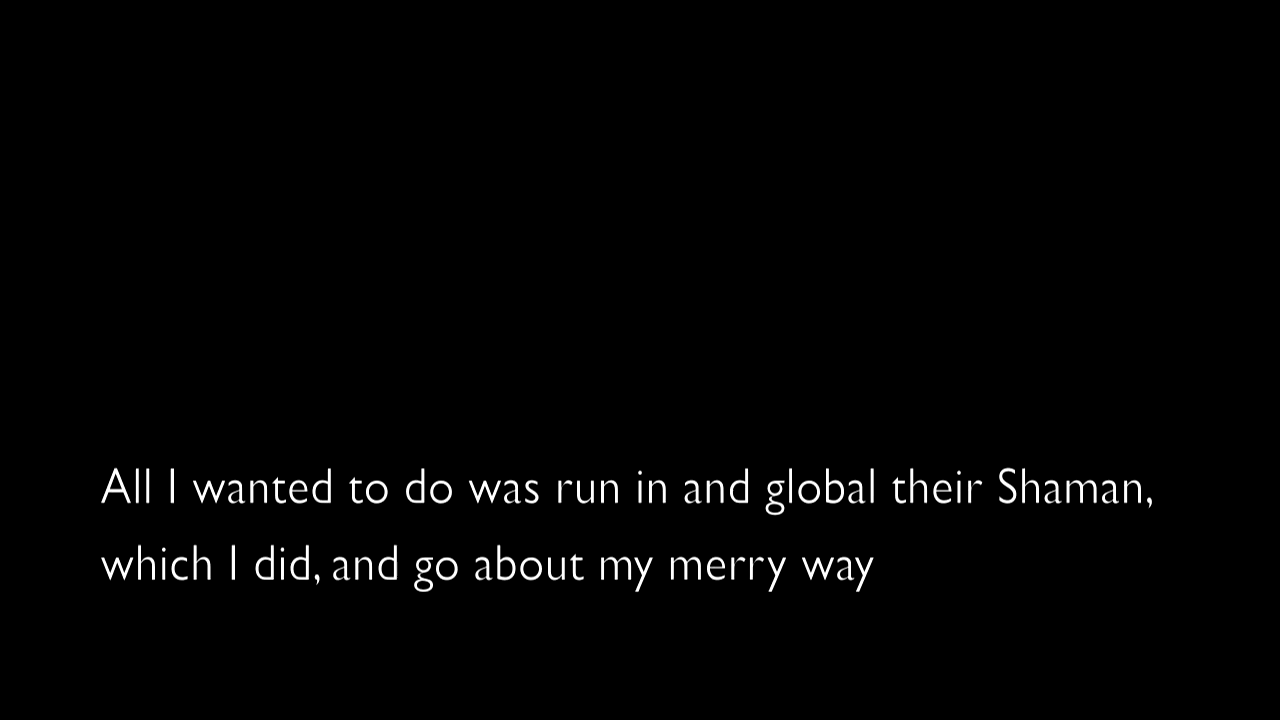 All I wanted to do was run in and global their Shaman,
which I did, and go about my merry way